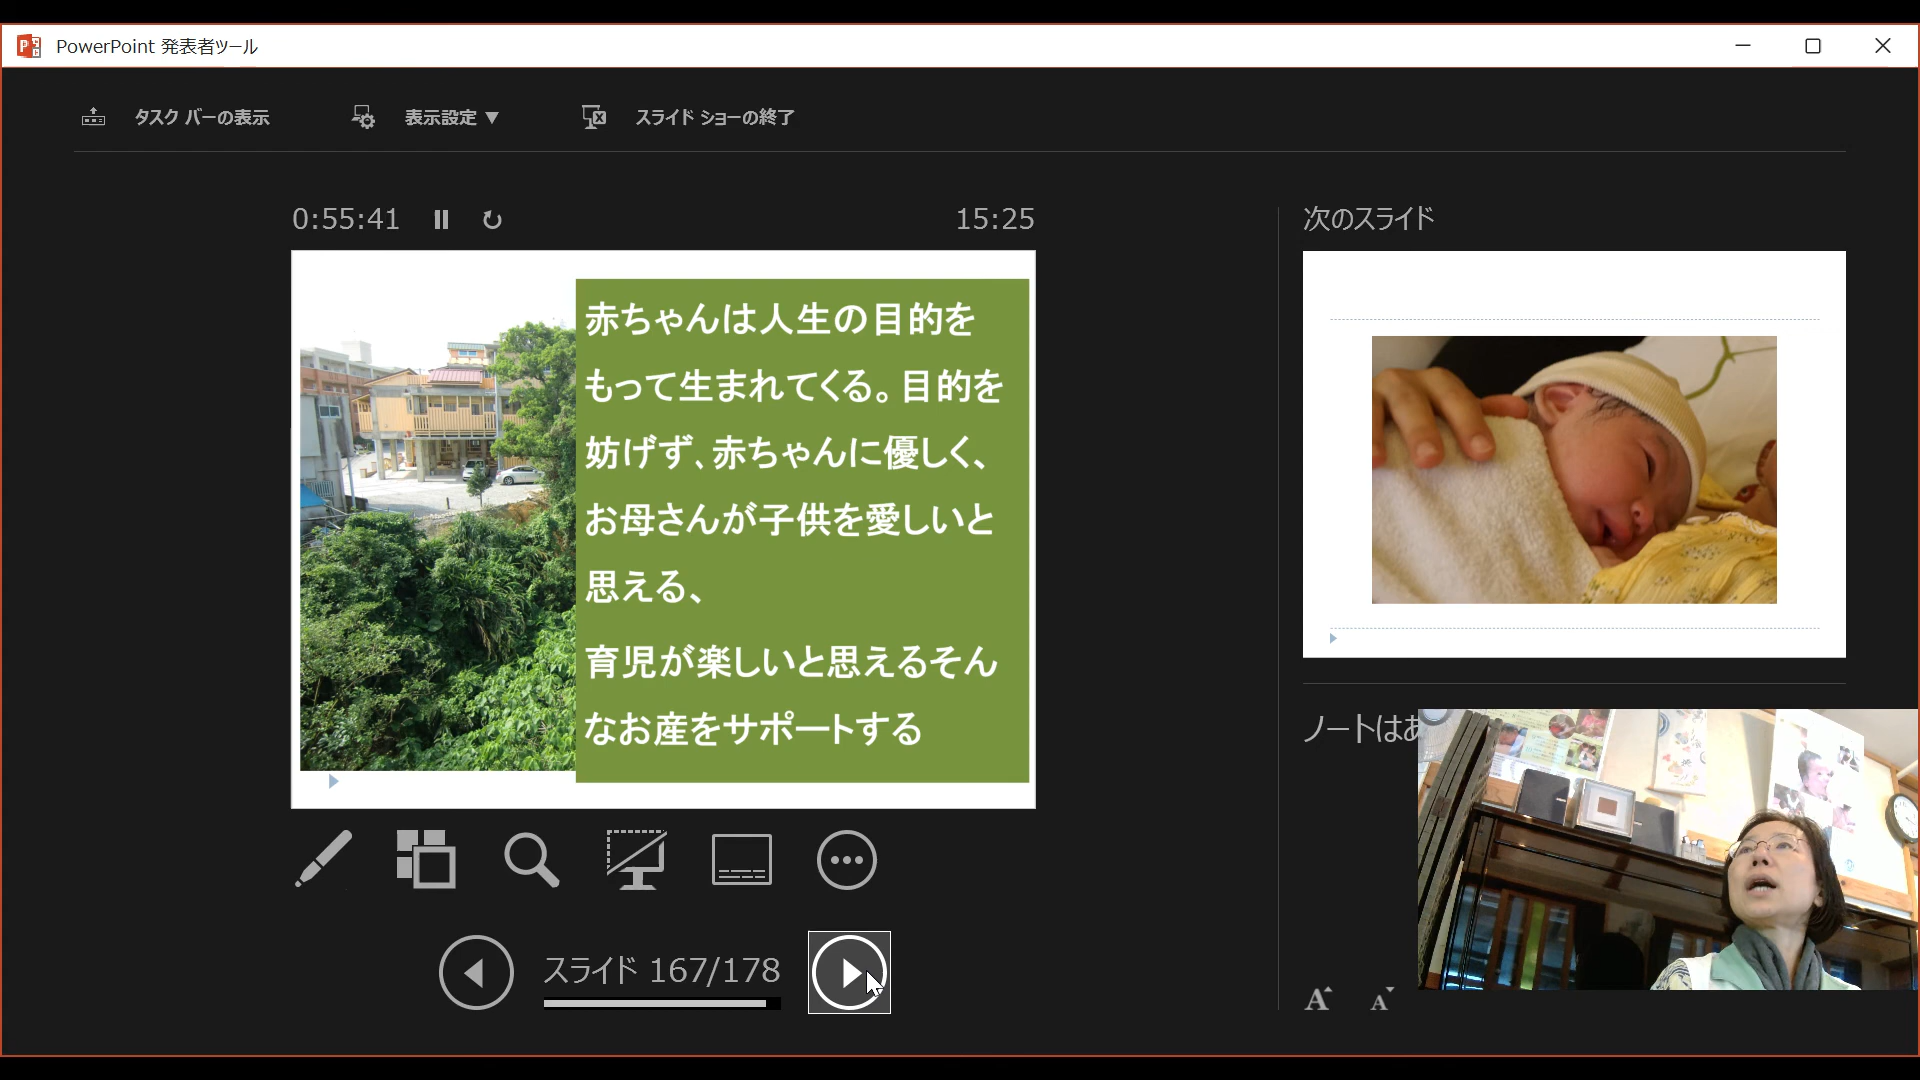 PowerPoint 発表者ツール
タスク バーの表示
表示設定 ▼
スライド ショーの終了
0:55:41
15:25
次のスライド
赤ちゃんは人生の目的を
もって生まれてくる。目的を
妨げず、赤ちゃんに優しく、
お母さんが子供を愛しいと
思える、
育児が楽しいと思えるそん
なお産をサポートする
ノートはあ
スライド 167/178
A A